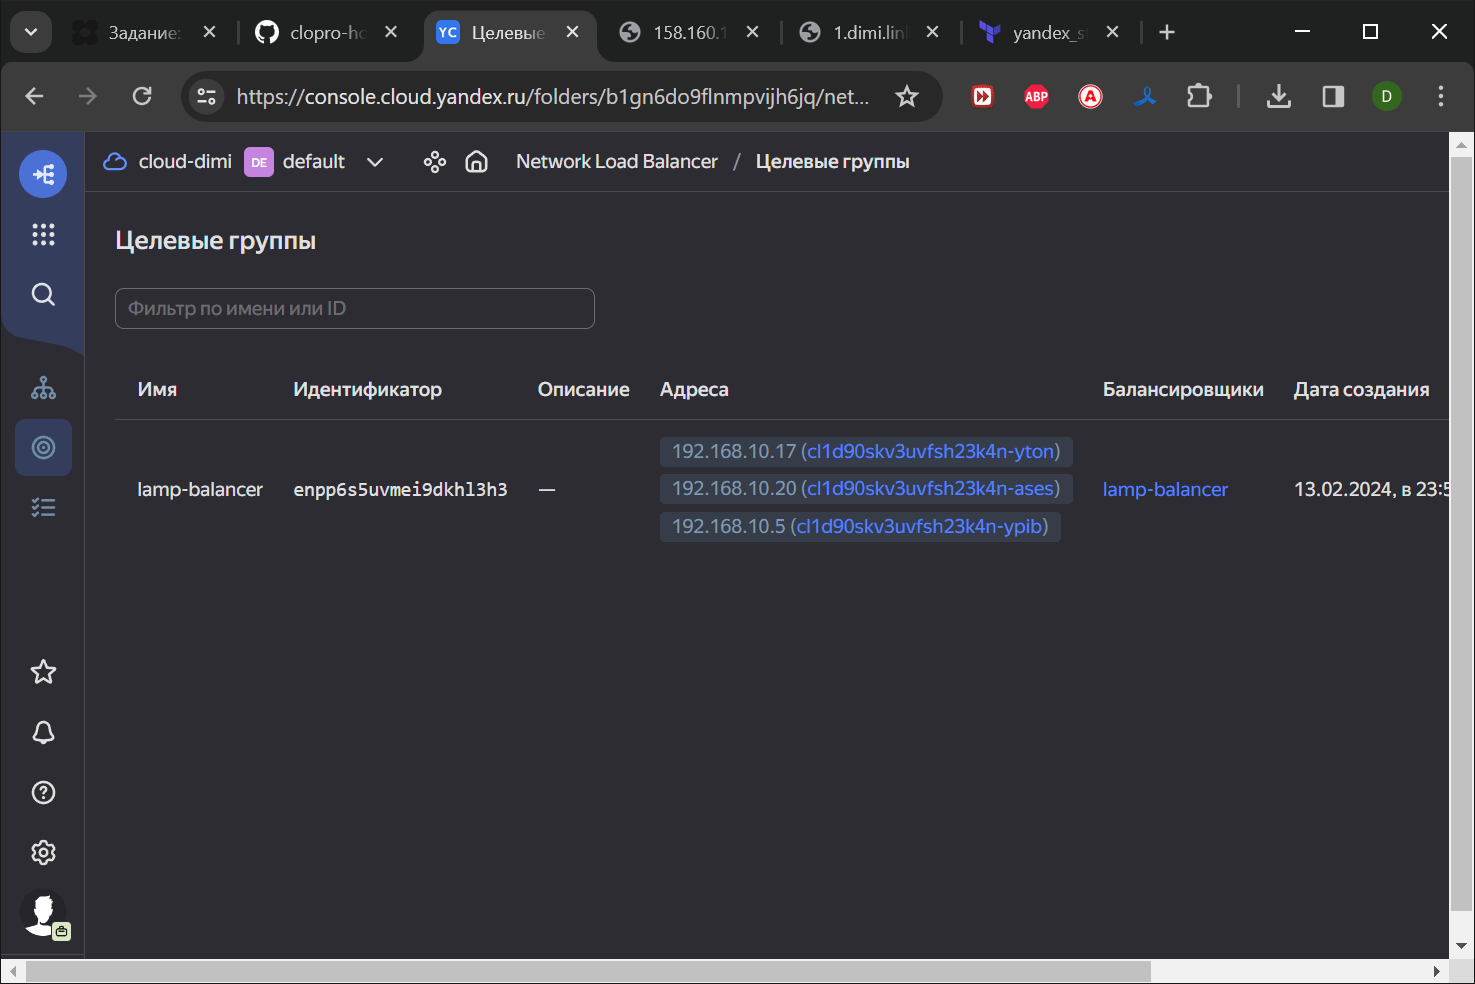 Задание: clopro-ho YC Целевые 158.160.1 1.dimi.lin yandex_s
https://console.cloud.yandex.ru/folders/b1gn6do9flnmpvijh6jq/net... ABP A D
cloud-dimi DE default Network Load Balancer / Целевые группы
Целевые группы
Фильтр по имени или ID
Имя Идентификатор Описание Адреса Балансировщики Дата создания
192.168.10.17 (cl1d90skv3uvfsh23k4n-yton)
lamp-balancer enpp6s5uvmei9dkhl3h3 — 192.168.10.20 (cl1d90skv3uvfsh23k4n-ases) lamp-balancer 13.02.2024, в 23:5
192.168.10.5 (cl1d90skv3uvfsh23k4n-ypib)